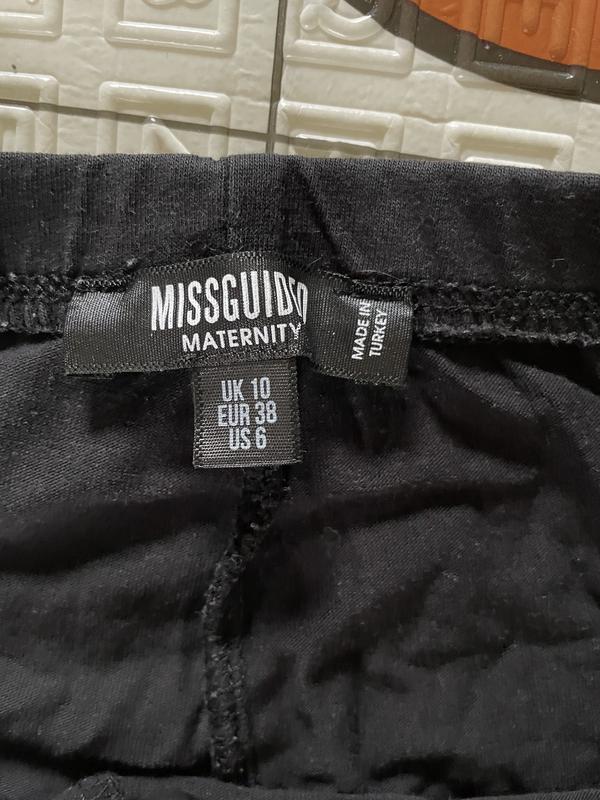 MISSGUIDED
MATERNITY
MADE IN
TURKEY
UK 10
EUR 38
US 6